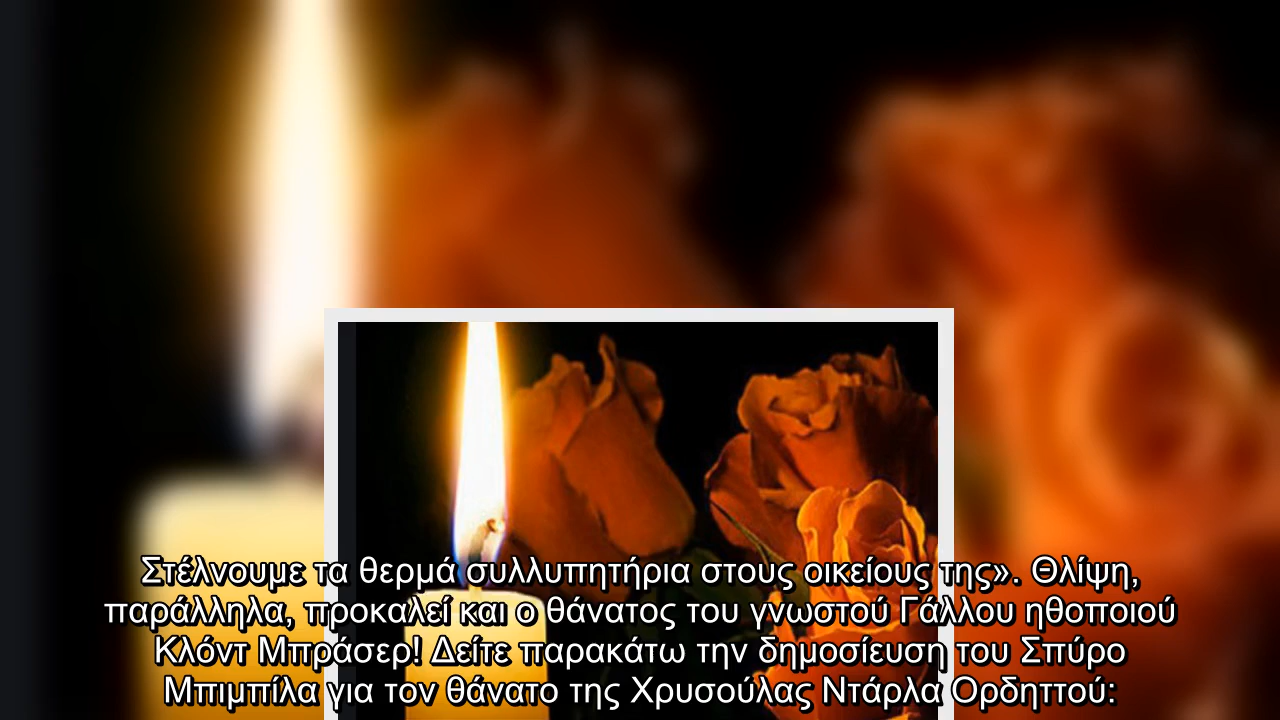 Στέλνουμε τα θερμά συλλυπητήρια στους οικείους της». Θλίψη,
παράλληλα, προκαλεί και ο θάνατος του γνωστού Γάλλου ηθοποιού
Κλόντ Μπράσερ! Δείτε παρακάτω την δημοσίευση του Σπύρο
Μπιμπίλα για τον θάνατο της Χρυσούλας Ντάρλα Ορδηττού: